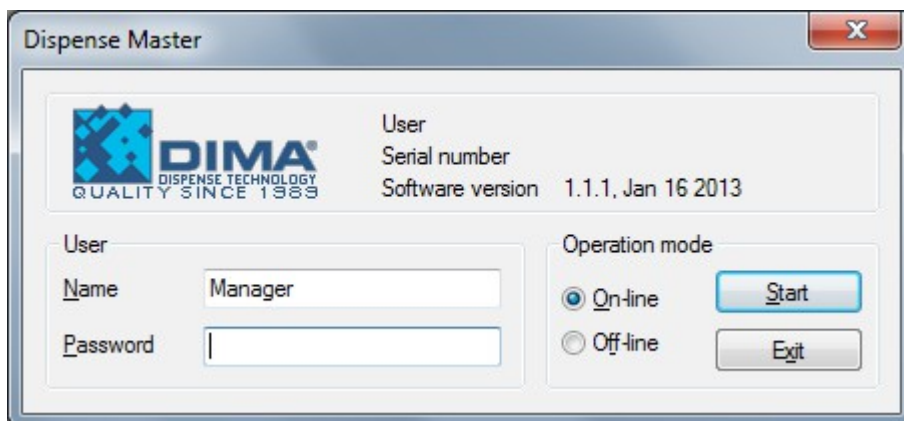 Dispense Master
DIMA®
DISPENSE TECHNOLOGY
QUALITY SINCE 1989
User
Serial number
Software version 1.1.1, Jan 16 2013
User
Name Manager
Password
Operation mode
On-line
Off-line
Start
Exit